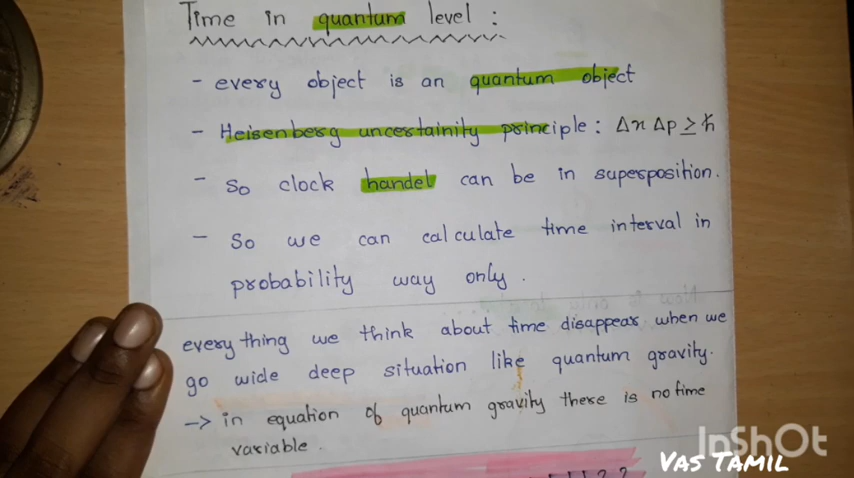 Time in quantum level :
- every object is an quantum object
- Heisenberg uncertainity principle : Δx Δp ≥ ℏ
- So clock handel can be in superposition.
- So we can calculate time interval in
probability way only .
every thing we think about time disappear when we
go wide deep situation like quantum gravity.
-> in equation of quantum gravity there is no time
variable .
InShOt
VAS TAMIL